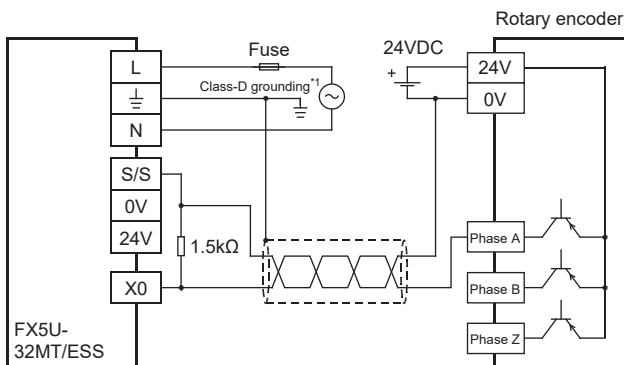 Rotary encoder
Fuse
24VDC
L
Class-D grounding*1
N
+
24V
0V
S/S
0V
24V
1.5kΩ
X0
Phase A
Phase B
Phase Z
FX5U-
32MT/ESS